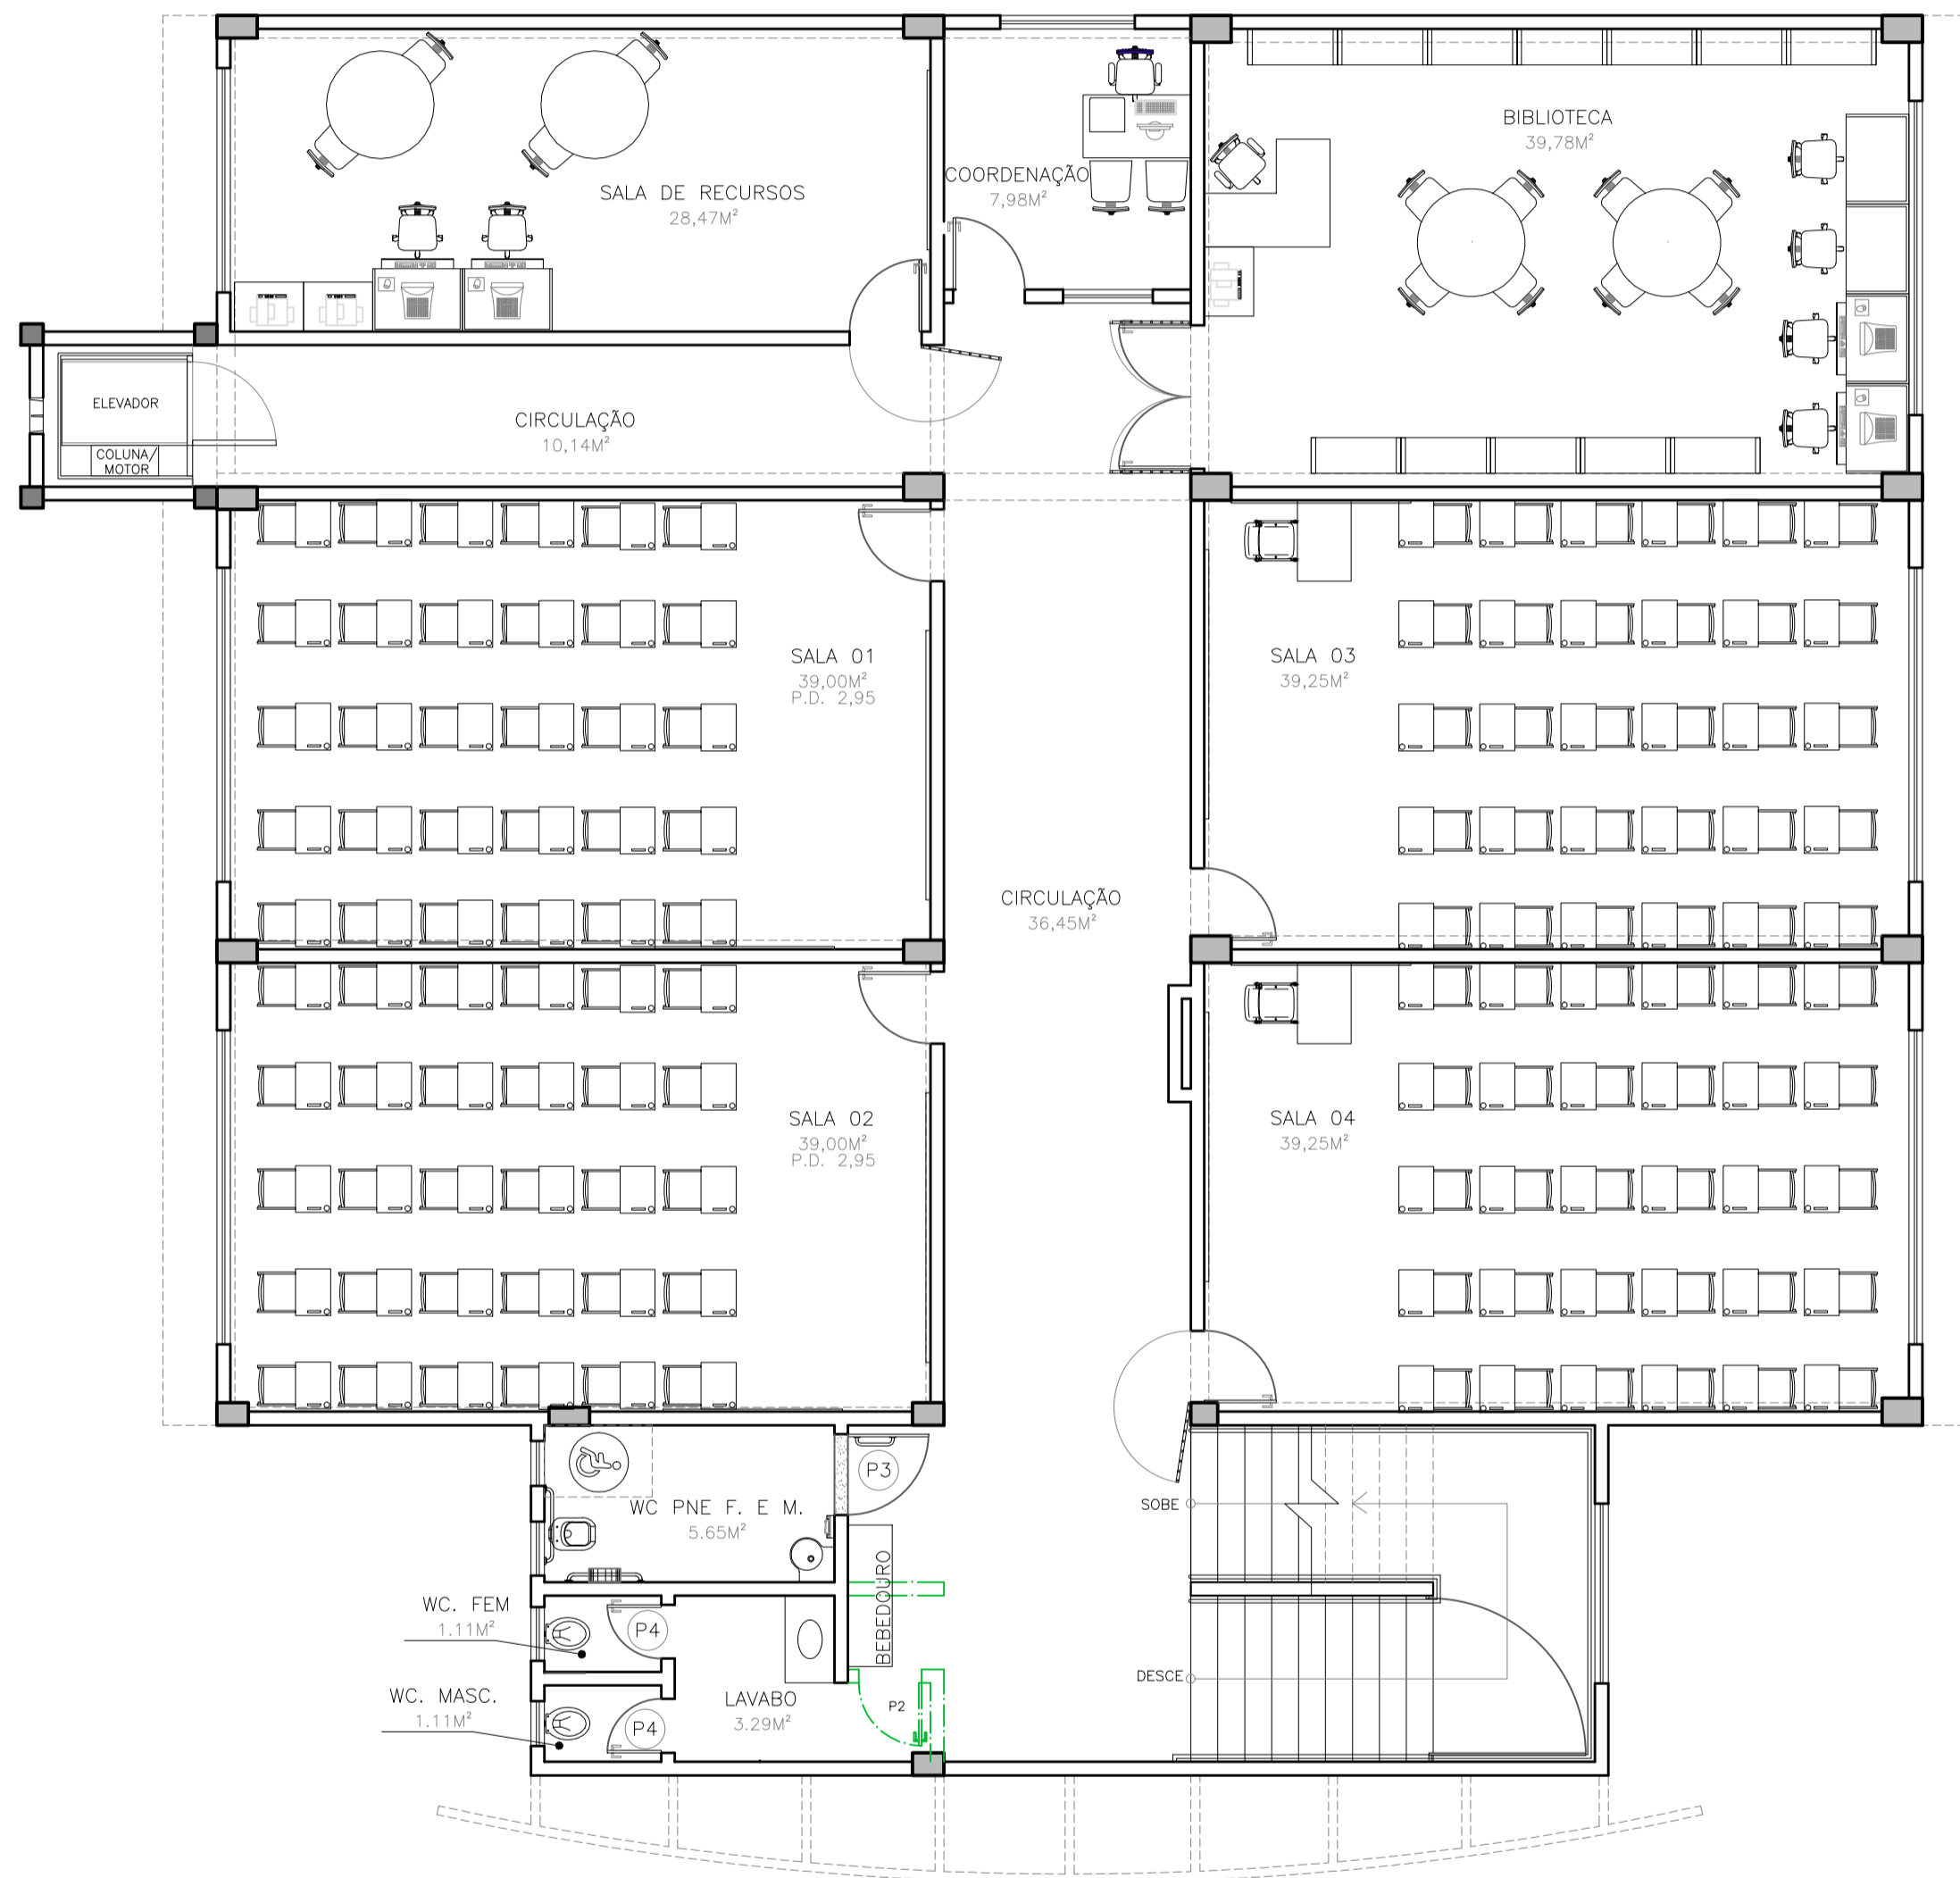 BIBLIOTECA
39,78M²
COORDENAÇÃO
7,98M²
SALA DE RECURSOS
28,47M²
ELEVADOR
COLUNA/
MOTOR
CIRCULAÇÃO
10,14M²
SALA 01
39,00M²
P.D. 2,95
SALA 03
39,25M²
CIRCULAÇÃO
36,45M²
SALA 02
39,00M²
P.D. 2,95
SALA 04
39,25M²
P3
WC PNE F. E M.
5.65M²
SOBE
BEBEDOURO
WC. FEM
1.11M²
P4
DESCE
WC. MASC.
1.11M²
P4
LAVABO
3.29M²
P2